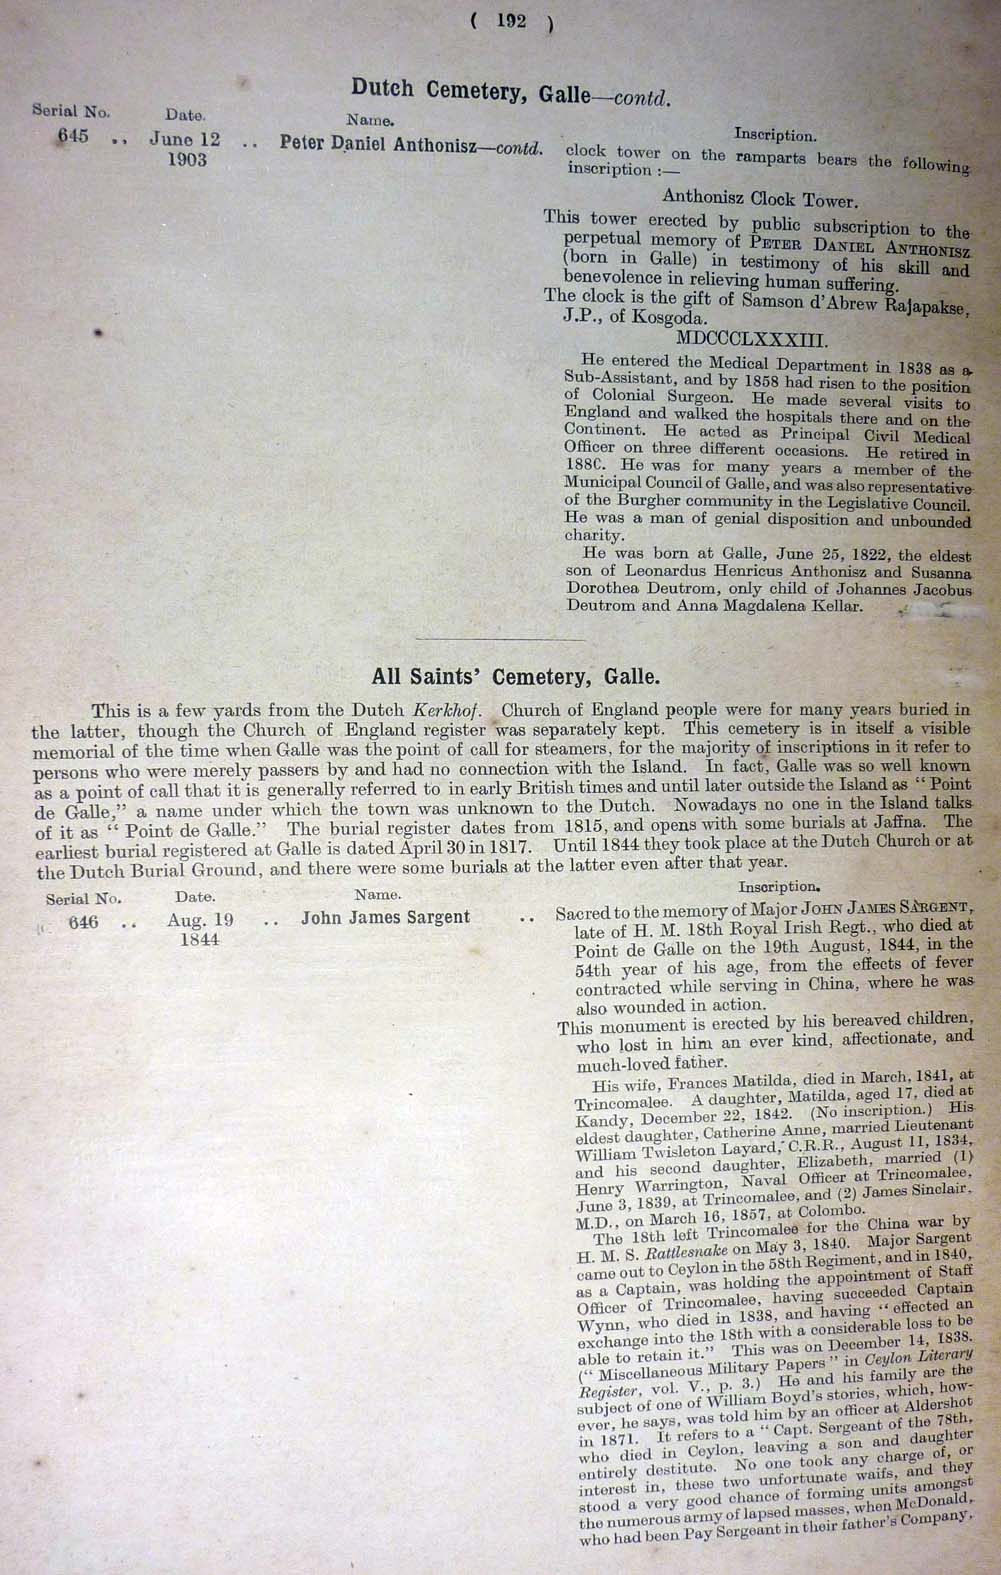 ( 192 )
Dutch Cemetery, Galle—contd.
Serial No. Date. Name. Inscription.
645 .. June 12 .. Peter Daniel Anthonisz—contd. clock tower on the ramparts bears the following
1903 inscription :—
Anthonisz Clock Tower.
This tower erected by public subscription to the
perpetual memory of PETER DANIEL ANTHONISZ
(born in Galle) in testimony of his skill and
benevolence in relieving human suffering.
The clock is the gift of Samson d'Abrew Rajapakse,
J.P., of Kosgoda.
MDCCCLXXXIII.
He entered the Medical Department in 1838 as a
Sub-Assistant, and by 1858 had risen to the position
of Colonial Surgeon. He made several visits to
England and walked the hospitals there and on the
Continent. He acted as Principal Civil Medical
Officer on three different occasions. He retired in
1880. He was for many years a member of the
Municipal Council of Galle, and was also representative
of the Burgher community in the Legislative Council.
He was a man of genial disposition and unbounded
charity.
He was born at Galle, June 25, 1822, the eldest
son of Leonardus Henricus Anthonisz and Susanna
Dorothea Deutrom, only child of Johannes Jacobus
Deutrom and Anna Magdalena Kellar.
All Saints' Cemetery, Galle.
This is a few yards from the Dutch Kerkhof. Church of England people were for many years buried in
the latter, though the Church of England register was separately kept. This cemetery is in itself a visible
memorial of the time when Galle was the point of call for steamers, for the majority of inscriptions in it refer to
persons who were merely passers by and had no connection with the Island. In fact, Galle was so well known
as a point of call that it is generally referred to in early British times and until later outside the Island as " Point
de Galle," a name under which the town was unknown to the Dutch. Nowadays no one in the Island talks
of it as " Point de Galle." The burial register dates from 1815, and opens with some burials at Jaffna. The
earliest burial registered at Galle is dated April 30 in 1817. Until 1844 they took place at the Dutch Church or at
the Dutch Burial Ground, and there were some burials at the latter even after that year.
Serial No. Date. Name. Inscription.
646 .. Aug. 19 .. John James Sargent .. Sacred to the memory of Major JOHN JAMES SARGENT,
1844 late of H. M. 18th Royal Irish Regt., who died at
Point de Galle on the 19th August, 1844, in the
54th year of his age, from the effects of fever
contracted while serving in China, where he was
also wounded in action.
This monument is erected by his bereaved children,
who lost in him an ever kind, affectionate, and
much-loved father.
His wife, Frances Matilda, died in March, 1841, at
Trincomalee. A daughter, Matilda, aged 17, died at
Kandy, December 22, 1842. (No inscription.) His
eldest daughter, Catherine Anne, married Lieutenant
William Twisleton Layard, C.R.R., August 11, 1834,
and his second daughter, Elizabeth, married (1)
Henry Warrington, Naval Officer at Trincomalee,
June 3, 1839, at Trincomalee, and (2) James Sinclair,
M.D., on March 16, 1857, at Colombo.
The 18th left Trincomalee for the China war by
H. M. S. Rattlesnake on May 3, 1840. Major Sargent
came out to Ceylon in the 58th Regiment, and in 1840,
as a Captain, was holding the appointment of Staff
Officer of Trincomalee, having succeeded Captain
Wynn, who died in 1838, and having " effected an
exchange into the 18th with a considerable loss to be
able to retain it." This was on December 14, 1838.
(" Miscellaneous Military Papers " in Ceylon Literary
Register, vol. V., p. 3.) He and his family are the
subject of one of William Boyd's stories, which, how-
ever, he says, was told him by an officer at Aldershot
in 1871. It refers to a " Capt. Sergeant of the 78th,
who died in Ceylon, leaving a son and daughter
entirely destitute. No one took any charge of, or
interest in, these two unfortunate waifs, and they
stood a very good chance of forming units amongst
the numerous army of lapsed masses, when McDonald,
who had been Pay Sergeant in their father's Company,